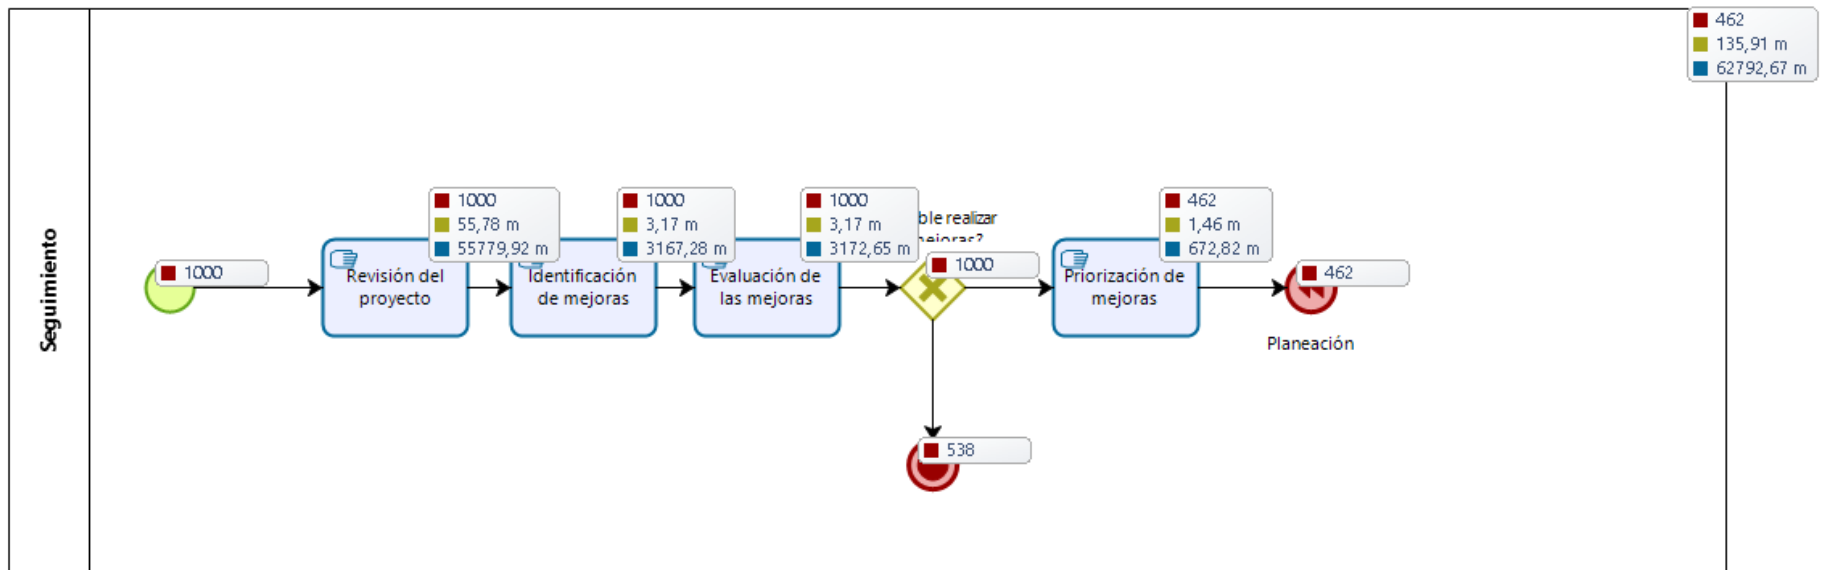 462
135,91 m
62792,67 m
Seguimiento
1000
Revisión del
proyecto
1000
55,78 m
55779,92 m
Identificación
de mejoras
1000
3,17 m
3167,28 m
Evaluación de
las mejoras
1000
3,17 m
3172,65 m
ble realizar
mejoras?
1000
538
Priorización de
mejoras
462
1,46 m
672,82 m
462
Planeación